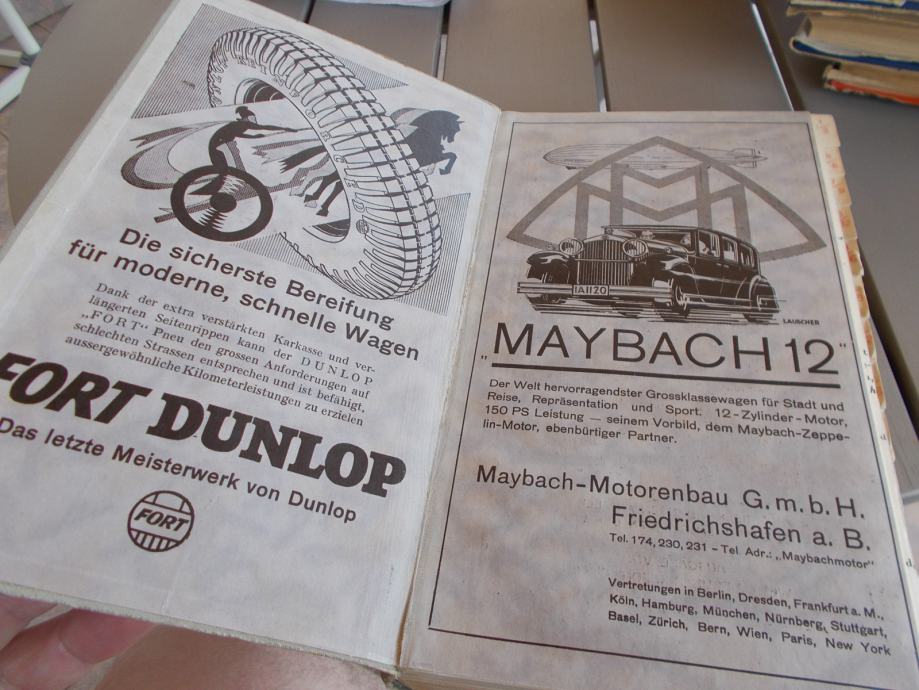 Die sicherste Bereifung
für moderne, schnelle Wagen
Dank der extra verstärkten Karkasse und ver-
längerten Seitenrippen kann der DUNLOP
„FORT“ Pneu den grossen Anforderungen auf
schlechten Strassen entsprechen und ist befähigt,
aussergewöhnliche Kilometerleistungen zu erzielen
FORT DUNLOP
Das letzte Meisterwerk von Dunlop
FORT
M
IA1120
LAUSCHER
„MAYBACH 12“
Der Welt hervorragendster Grossklassewagen für Stadt und
Reise, Repräsentation und Sport. 12-Zylinder-Motor,
150 PS Leistung — seinem Vorbild, dem Maybach-Zeppe-
lin-Motor, ebenbürtiger Partner.
Maybach-Motorenbau G.m.b.H.
Friedrichshafen a. B.
Tel. 174, 230, 231 – Tel Adr.: „Maybachmotor“
Vertretungen in Berlin, Dresden, Frankfurt a. M.,
Köln, Hamburg, München, Nürnberg, Stuttgart,
Basel, Zürich, Bern, Wien, Paris, New York